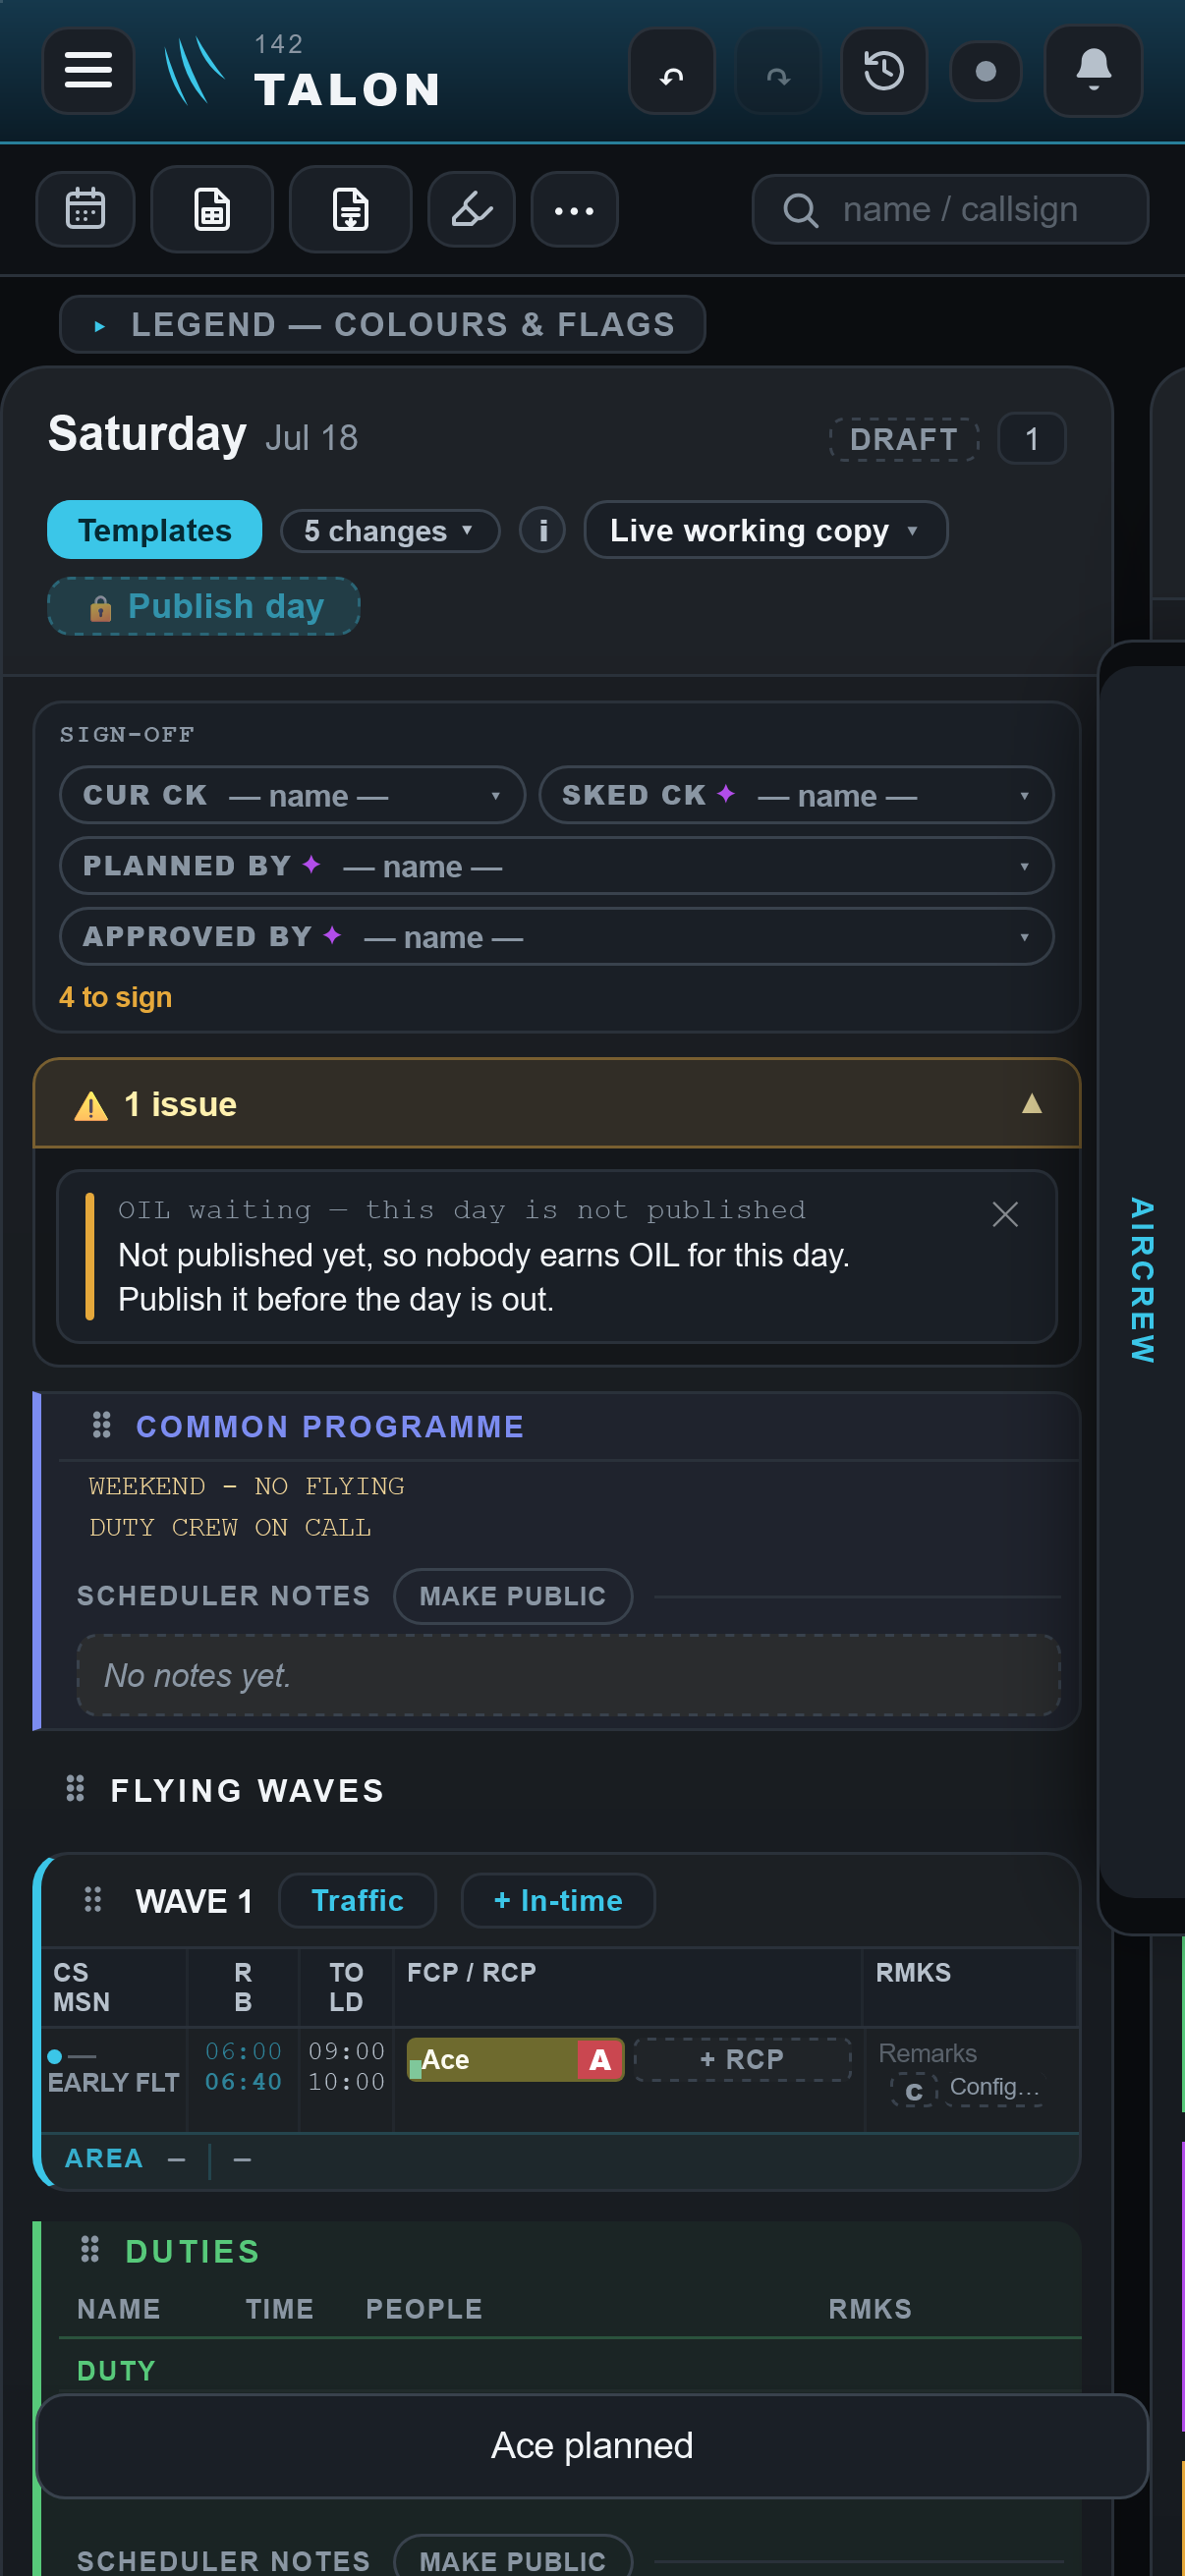 142
TALON
name / callsign
LEGEND — COLOURS & FLAGS
Saturday Jul 18 DRAFT 1
Templates 5 changes i Live working copy
Publish day
SIGN-OFF
CUR CK — name — SKED CK — name —
PLANNED BY — name —
APPROVED BY — name —
4 to sign
1 issue
OIL waiting — this day is not published
Not published yet, so nobody earns OIL for this day.
Publish it before the day is out.
AIRCREW
COMMON PROGRAMME
WEEKEND – NO FLYING
DUTY CREW ON CALL
SCHEDULER NOTES MAKE PUBLIC
No notes yet.
FLYING WAVES
WAVE 1 Traffic + In-time
CS R TO FCP / RCP RMKS
MSN B LD
— 06:00 09:00 Ace A + RCP Remarks
EARLY FLT 06:40 10:00 C Config…
AREA — —
DUTIES
NAME TIME PEOPLE RMKS
DUTY
Ace planned
SCHEDULER NOTES MAKE PUBLIC